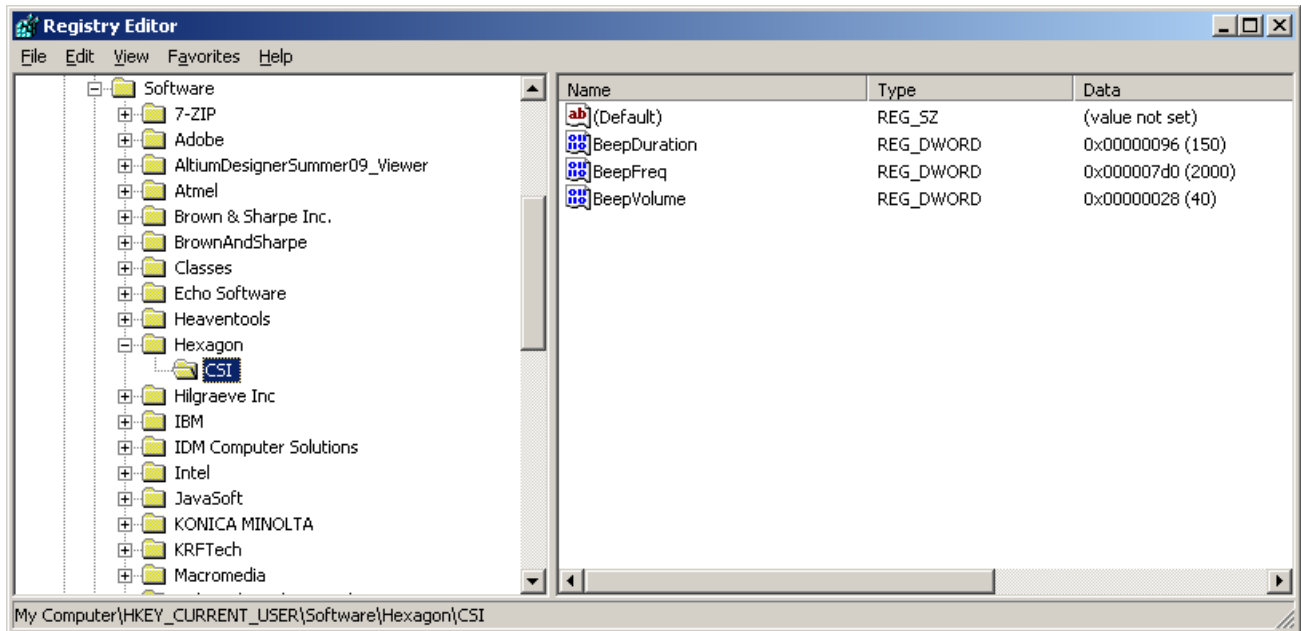 Registry Editor
File Edit View Favorites Help
Software
7-ZIP
Adobe
AltiumDesignerSummer09_Viewer
Atmel
Brown & Sharpe Inc.
BrownAndSharpe
Classes
Echo Software
Heaventools
Hexagon
CSI
Hilgraeve Inc
IBM
IDM Computer Solutions
Intel
JavaSoft
KONICA MINOLTA
KRFTech
Macromedia
Name Type Data
(Default) REG_SZ (value not set)
BeepDuration REG_DWORD 0x00000096 (150)
BeepFreq REG_DWORD 0x000007d0 (2000)
BeepVolume REG_DWORD 0x00000028 (40)
My Computer\HKEY_CURRENT_USER\Software\Hexagon\CSI